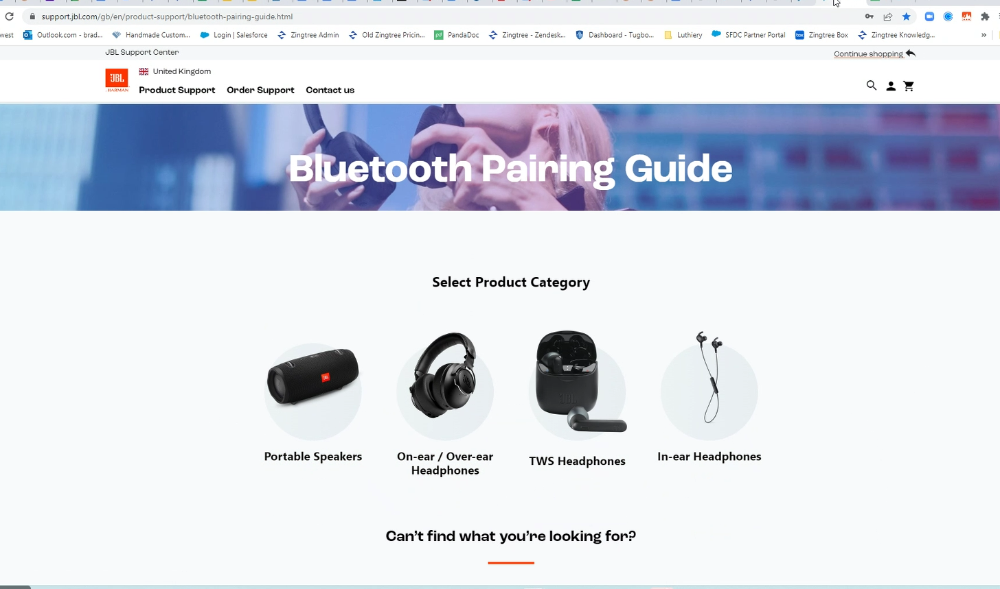 support.jbl.com/gb/en/product-support/bluetooth-pairing-guide.html
west Outlook.com - brad... Handmade Custom... Login | Salesforce Zingtree Admin Old Zingtree Pricin... PandaDoc Zingtree - Zendesk... Dashboard - Tugbo... Luthiery SFDC Partner Portal Zingtree Box Zingtree Knowledg... »
JBL Support Center
Continue shopping
JBL
HARMAN
United Kingdom
Product Support Order Support Contact us
Bluetooth Pairing Guide
Select Product Category
Portable Speakers
On-ear / Over-ear
Headphones
TWS Headphones
In-ear Headphones
Can’t find what you’re looking for?